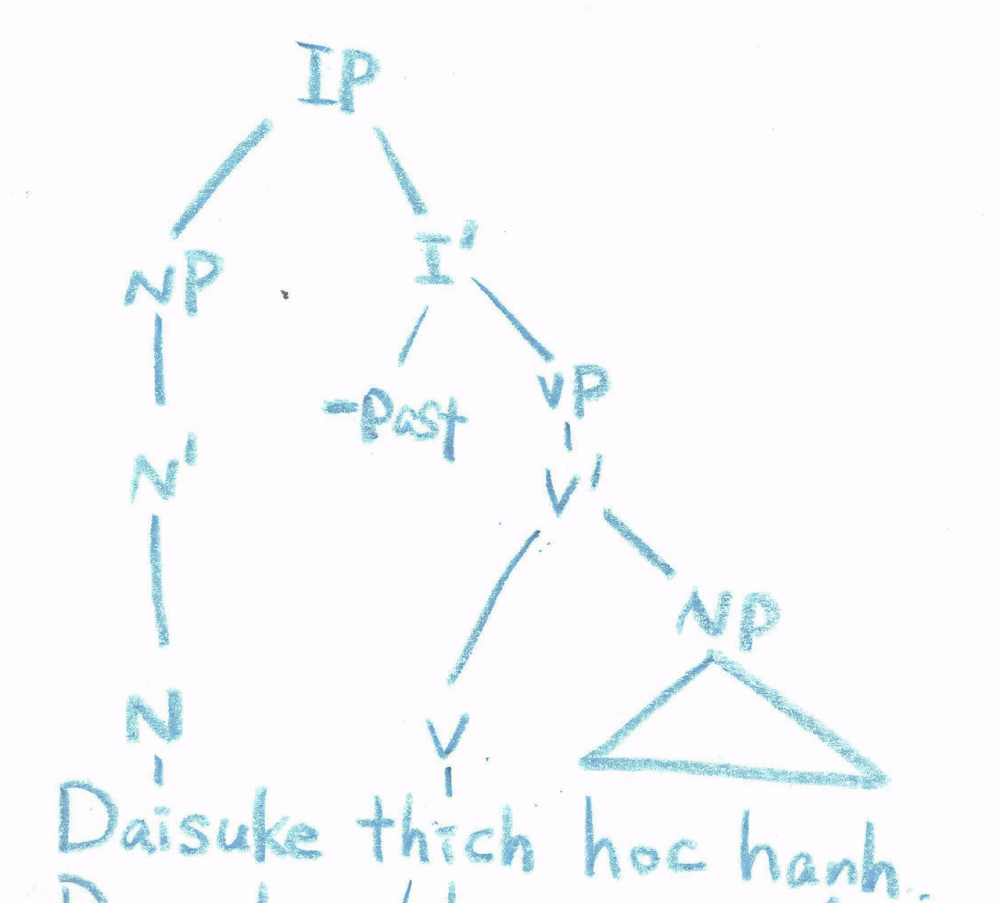 IP
NP I'
-Past VP
N' V'
NP
N V
Daisuke thich hoc hanh.